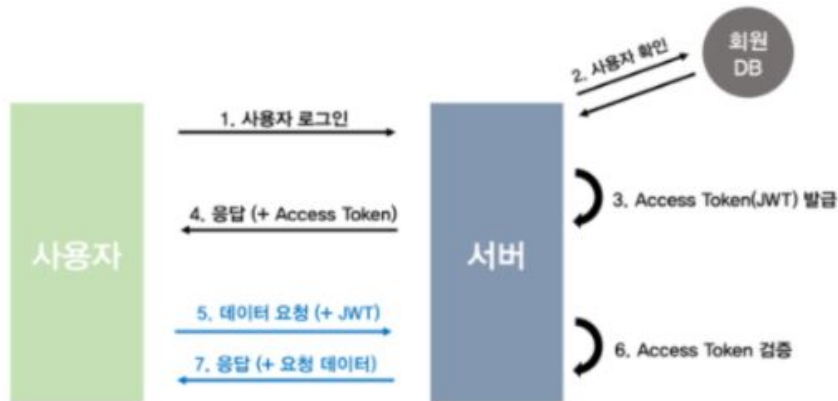 회원
DB
2. 사용자 확인
1. 사용자 로그인
3. Access Token(JWT) 발급
4. 응답 (+ Access Token)
사용자
서버
5. 데이터 요청 (+ JWT)
6. Access Token 검증
7. 응답 (+ 요청 데이터)